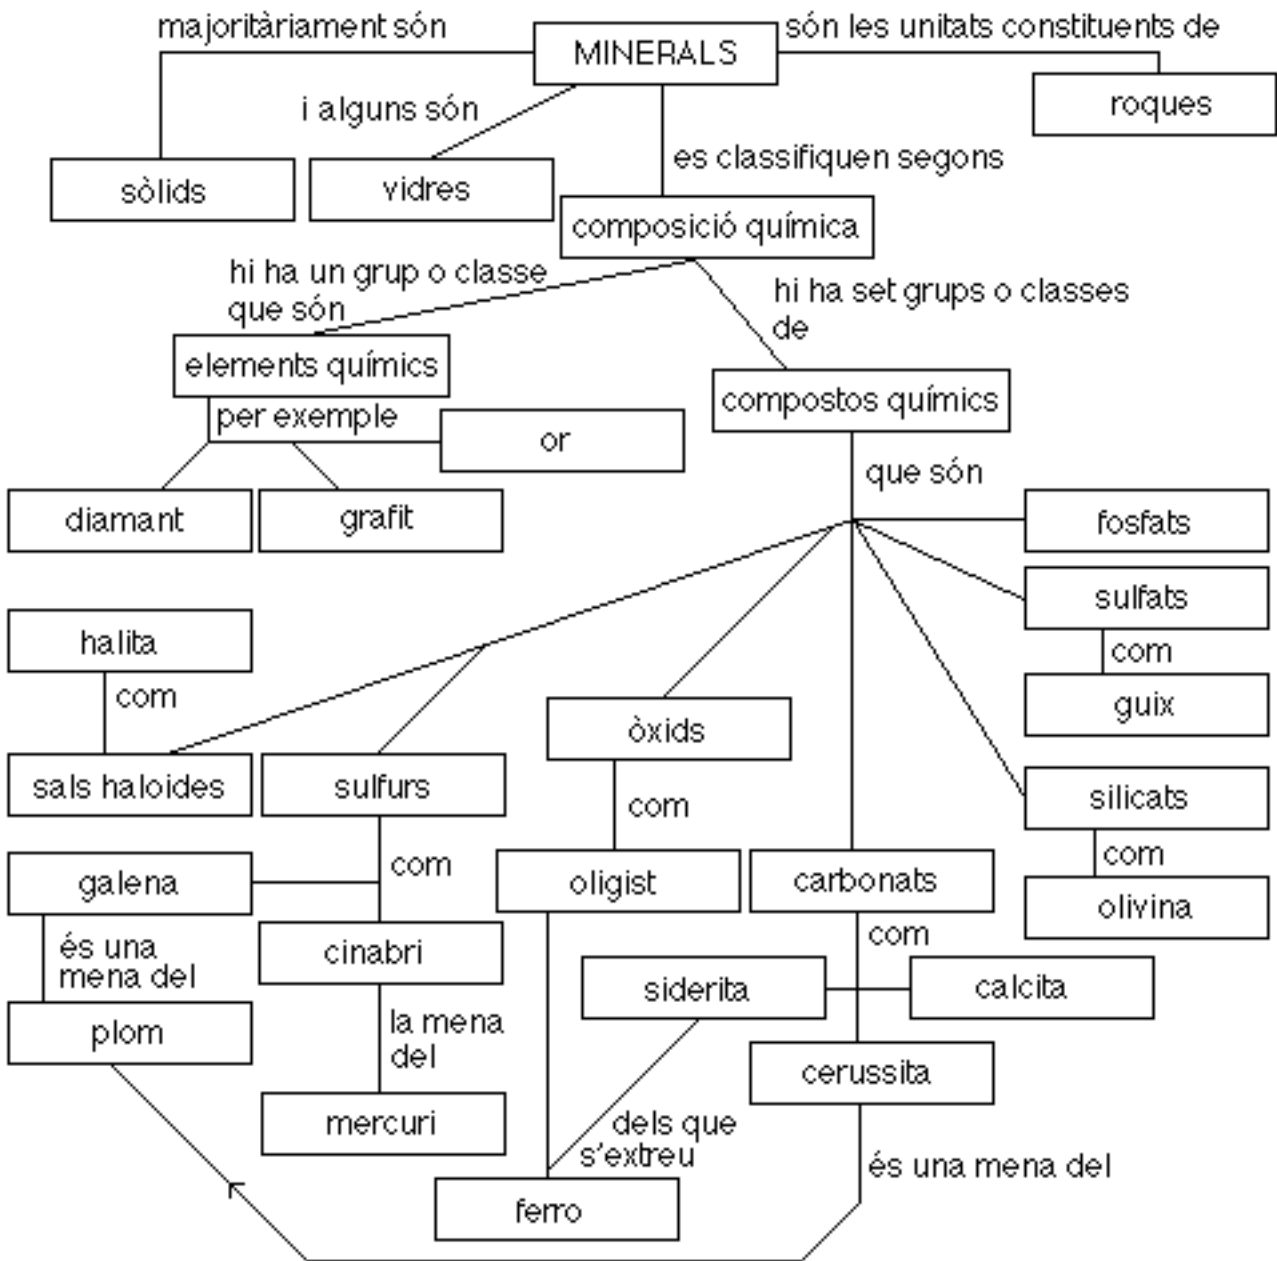 majoritàriament són
MINERALS
són les unitats constituents de
roques
i alguns són
es classifiquen segons
sòlids
vidres
composició química
hi ha un grup o classe
que són
hi ha set grups o classes
de
elements químics
compostos químics
per exemple
or
que són
diamant
grafit
fosfats
sulfats
halita
com
com
guix
òxids
sals haloides
sulfurs
silicats
com
com
com
galena
oligist
carbonats
olivina
és una
mena del
cinabri
com
siderita
calcita
plom
la mena
del
cerussita
mercuri
dels que
s'extreu
és una mena del
ferro